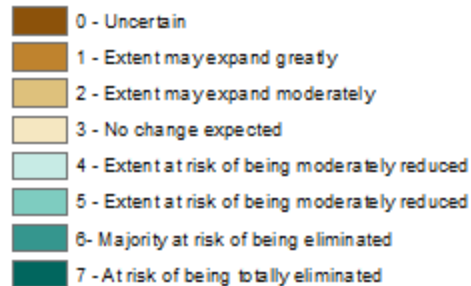 0 - Uncertain
1 - Extent may expand greatly
2 - Extent may expand moderately
3 - No change expected
4 - Extent at risk of being moderately reduced
5 - Extent at risk of being moderately reduced
6- Majority at risk of being eliminated
7 - At risk of being totally eliminated